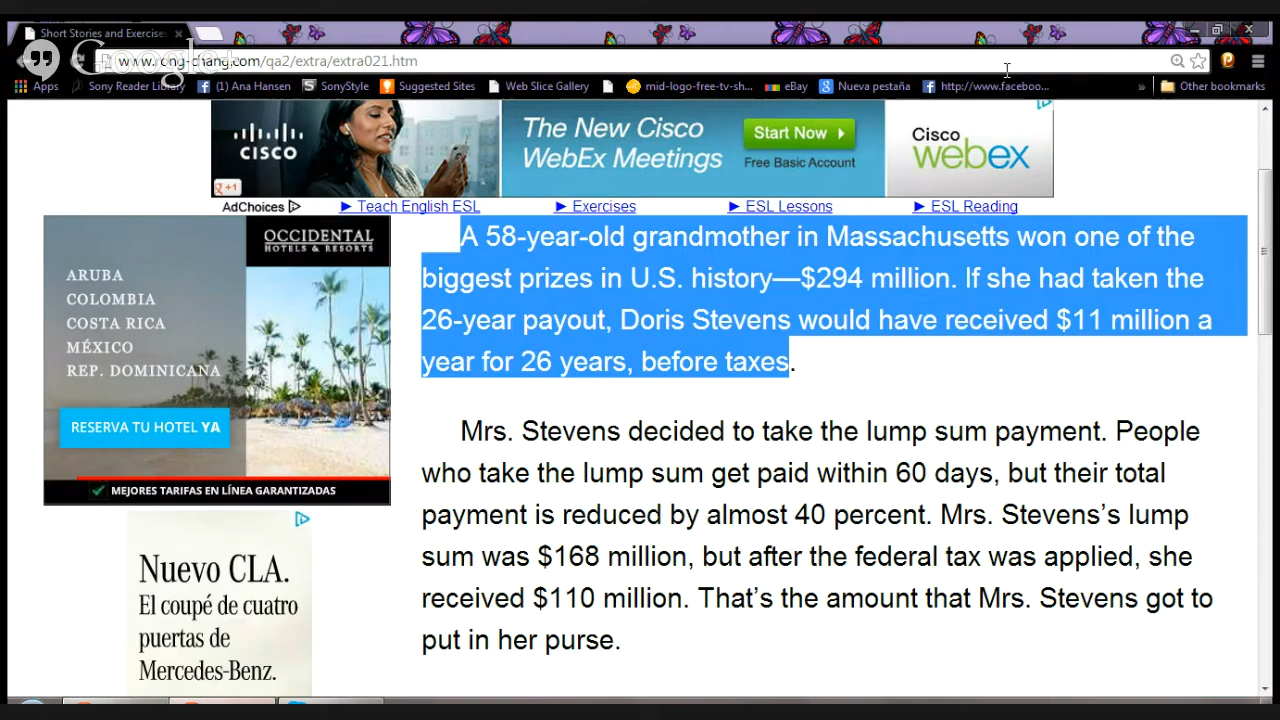 Short Stories and Exercises
Google+
www.rong-chang.com/qa2/extra/extra021.htm
Apps
Sony Reader Library
(1) Ana Hansen
SonyStyle
Suggested Sites
Web Slice Gallery
mid-logo-free-tv-sh...
eBay
Nueva pestaña
http://www.faceboo...
»
Other bookmarks
CISCO
+1
The New Cisco
WebEx Meetings
Start Now
Free Basic Account
Cisco
webex
AdChoices
► Teach English ESL
► Exercises
► ESL Lessons
► ESL Reading
OCCIDENTAL
HOTELS & RESORTS
ARUBA
COLOMBIA
COSTA RICA
MÉXICO
REP. DOMINICANA
RESERVA TU HOTEL YA
MEJORES TARIFAS EN LÍNEA GARANTIZADAS
Nuevo CLA.
El coupé de cuatro
puertas de
Mercedes-Benz.
A 58-year-old grandmother in Massachusetts won one of the
biggest prizes in U.S. history—$294 million. If she had taken the
26-year payout, Doris Stevens would have received $11 million a
year for 26 years, before taxes.
Mrs. Stevens decided to take the lump sum payment. People
who take the lump sum get paid within 60 days, but their total
payment is reduced by almost 40 percent. Mrs. Stevens’s lump
sum was $168 million, but after the federal tax was applied, she
received $110 million. That’s the amount that Mrs. Stevens got to
put in her purse.